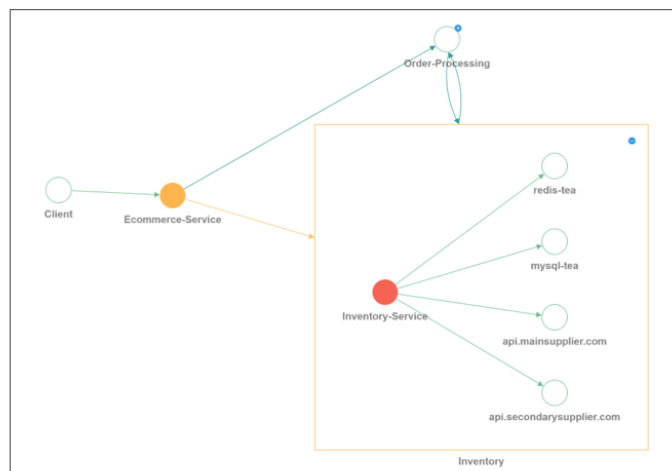 Order-Processing
redis-tea
Client
Ecommerce-Service
mysql-tea
Inventory-Service
api.mainsupplier.com
api.secondarysupplier.com
Inventory